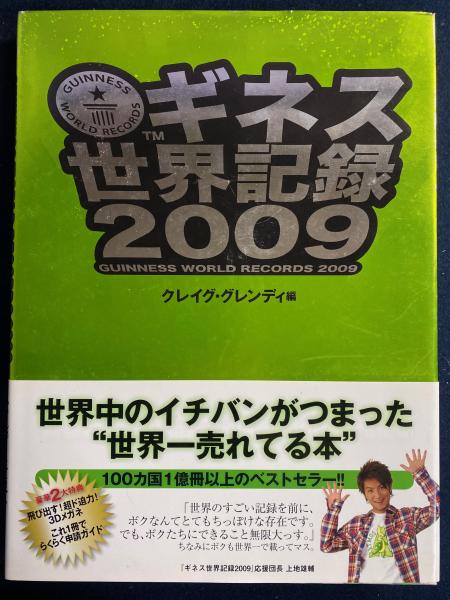 GUINNESS
WORLD RECORDS
TM
ギネス
世界記録
2009
GUINNESS WORLD RECORDS 2009
クレイグ・グレンディ編
世界中のイチバンがつまった
“世界一売れてる本”
100カ国1億冊以上のベストセラー!!
豪華2大特典
飛び出す!超ド迫力!
3Dメガネ
これ1冊で
らくらく申請ガイド
「世界のすごい記録を前に、
ボクなんてとてもちっぽけな存在です。
でも、ボクたちにできること無限大っす。」
ちなみにボクも世界一で載ってマス。
『ギネス世界記録2009』応援団長 上地雄輔